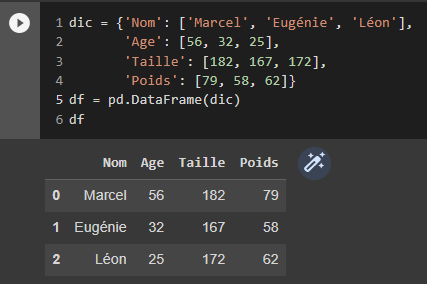 1 dic = {'Nom': ['Marcel', 'Eugénie', 'Léon'],
2        'Age': [56, 32, 25],
3        'Taille': [182, 167, 172],
4        'Poids': [79, 58, 62]}
5 df = pd.DataFrame(dic)
6 df
Nom Age Taille Poids
0 Marcel 56 182 79
1 Eugénie 32 167 58
2 Léon 25 172 62